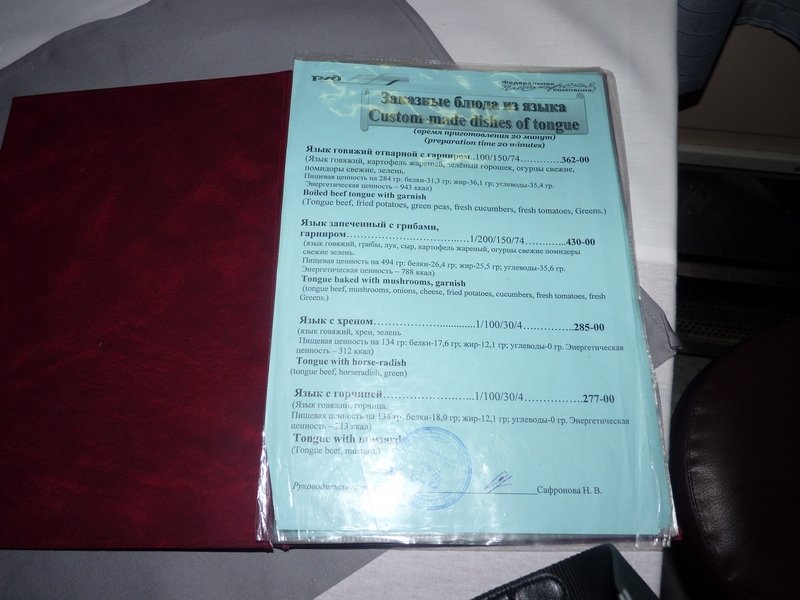 РЖД
Федеральная
компания
Заказные блюда из языка
Custom-made dishes of tongue
(время приготовления 20 минут)
(preparation time 20 minutes)
Язык говяжий отварной с гарниром..100/150/74............362-00
(Язык говяжий, картофель жареный, зелёный горошек, огурцы свежие,
помидоры свежие, зелень.
Пищевая ценность на 284 гр: белки-31,3 гр; жир-36,1 гр; углеводы-35,4 гр.
Энергетическая ценность – 943 ккал)
Boiled beef tongue with garnish
(Tongue beef, fried potatoes, green peas, fresh cucumbers, fresh tomatoes, Greens.)
Язык запеченный с грибами,
гарниром……………………………..…1/200/150/74…………..430-00
(язык говяжий, грибы, лук, сыр, картофель жареный, огурцы свежие помидоры
свежие зелень.
Пищевая ценность на 494 гр: белки-26,4 гр; жир-25,5 гр; углеводы-35,6 гр.
Энергетическая ценность – 788 ккал)
Tongue baked with mushrooms, garnish
(tongue beef, mushrooms, onions, cheese, fried potatoes, cucumbers, fresh tomatoes, fresh
Greens.)
Язык с хреном…………………............1/100/30/4…………….285-00
(язык говяжий, хрен, зелень
Пищевая ценность на 134 гр: белки-17,6 гр; жир-12,1 гр; углеводы-0 гр. Энергетическая
ценность – 312 ккал)
Tongue with horse-radish
(tongue beef, horseradish, green)
Язык с горчицей……………………..…1/100/30/4……………….277-00
(Язык говяжий, горчица.
Пищевая ценность на 134 гр: белки-18,0 гр; жир-12,1 гр; углеводы-0 гр. Энергетическая
ценность – 313 ккал)
Tongue with mustard
(Tongue beef, mustard)
Руководитель Сафронова Н. В.